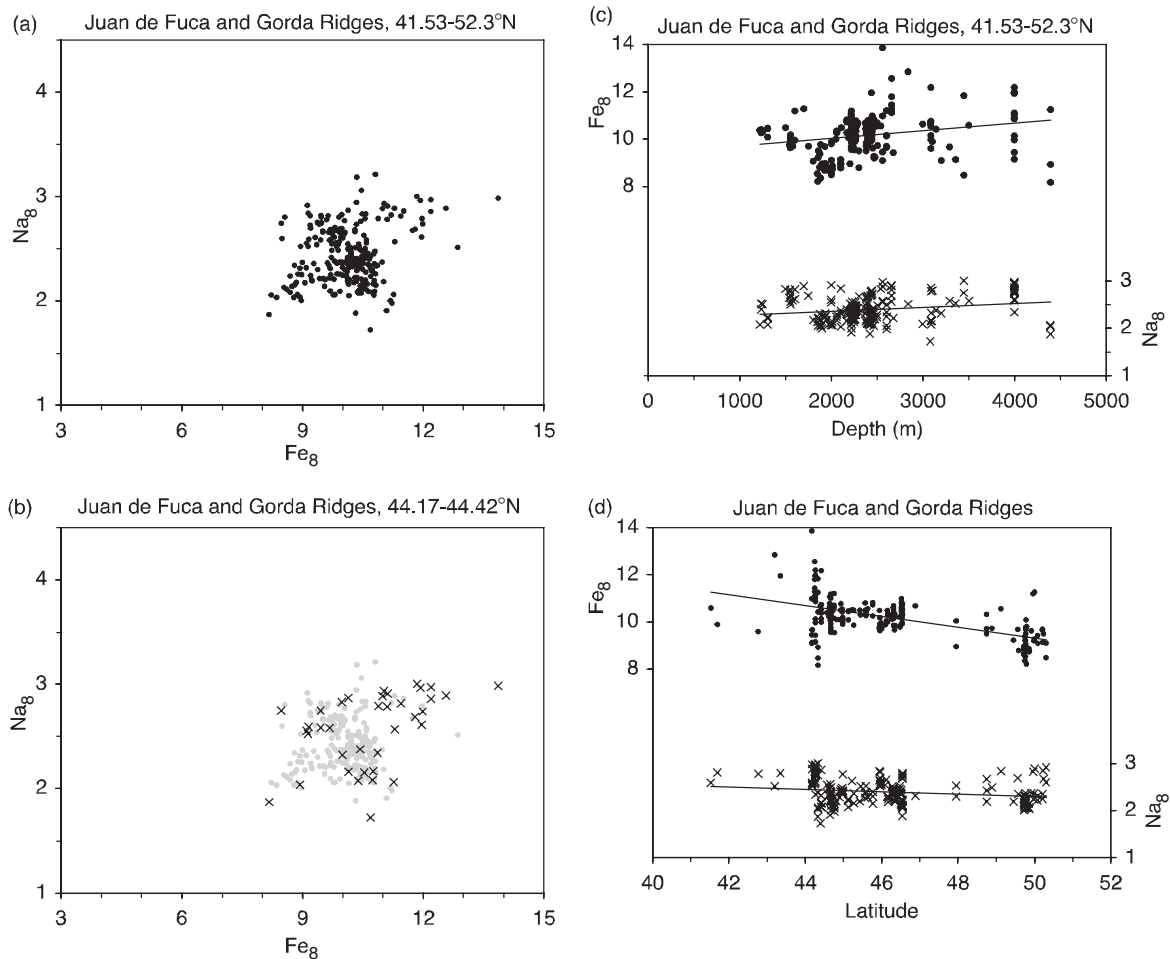 (a)
Juan de Fuca and Gorda Ridges, 41.53-52.3°N
4
3
2
1
Na8
3 6 9 12 15
Fe8
(b)
Juan de Fuca and Gorda Ridges, 44.17-44.42°N
4
3
2
1
Na8
3 6 9 12 15
Fe8
(c)
Juan de Fuca and Gorda Ridges, 41.53-52.3°N
14
12
10
8
Fe8
3
2
1
Na8
0 1000 2000 3000 4000 5000
Depth (m)
(d)
Juan de Fuca and Gorda Ridges
14
12
10
8
Fe8
3
2
1
Na8
40 42 44 46 48 50 52
Latitude